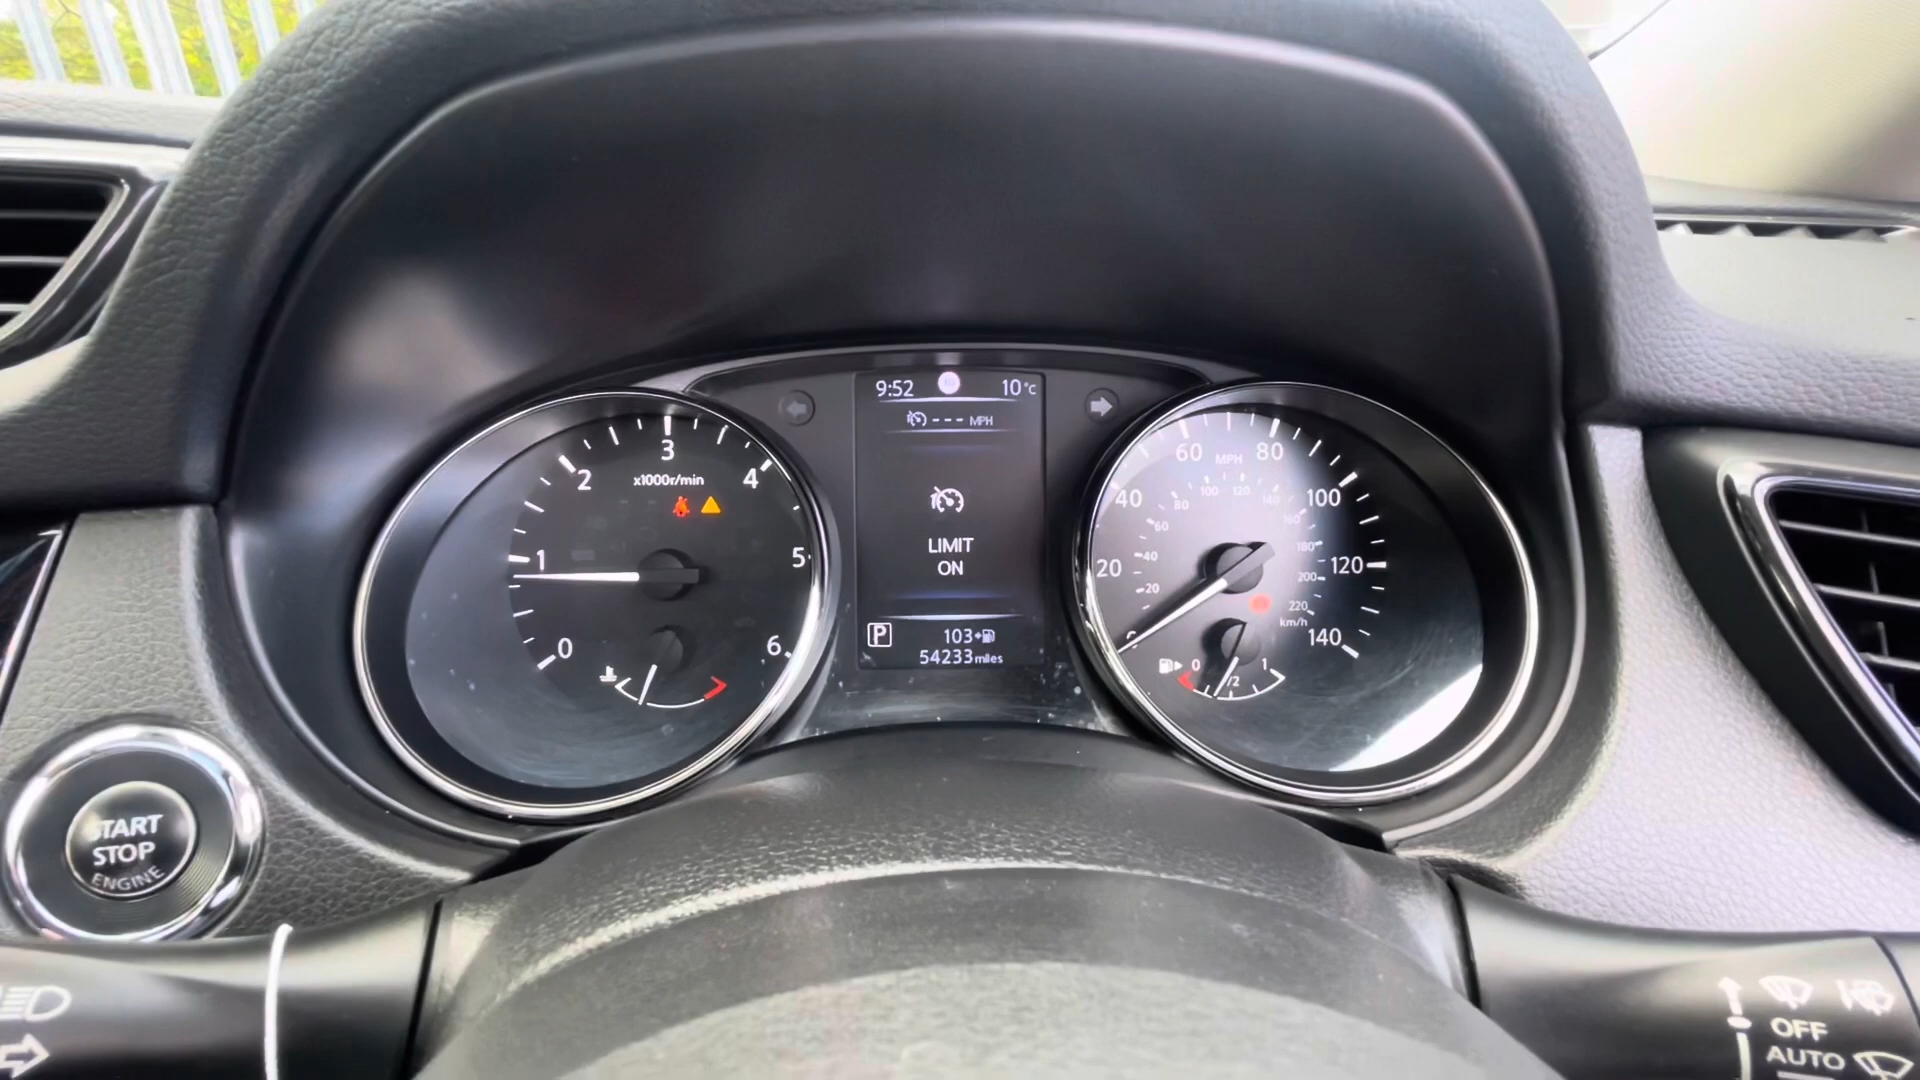 9:52 10°C
--- MPH
LIMIT
ON
P
103
54233 miles
0 1 2 3 4 5 6
x1000r/min
20 40 60 80 100 120 140
MPH
20 40 60 80 100 120 140 160 180 200 220
km/h
0 1/2 1
START
STOP
ENGINE
OFF
AUTO